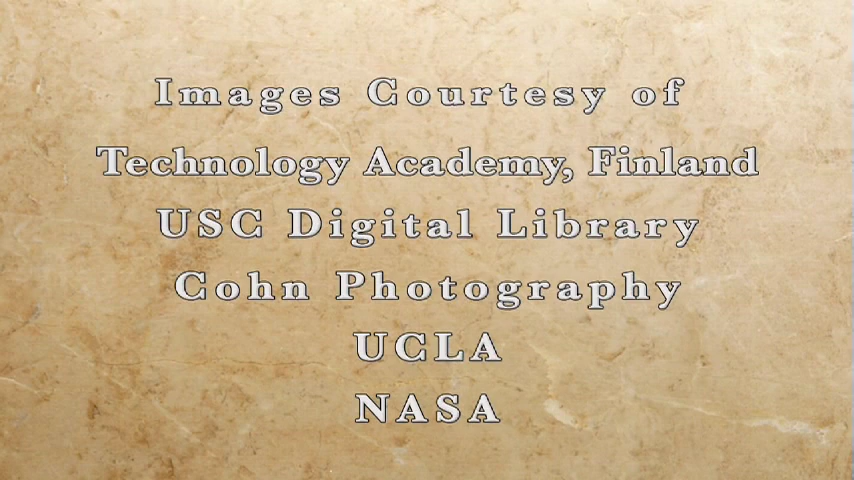 Images Courtesy of
Technology Academy, Finland
USC Digital Library
Cohn Photography
UCLA
NASA